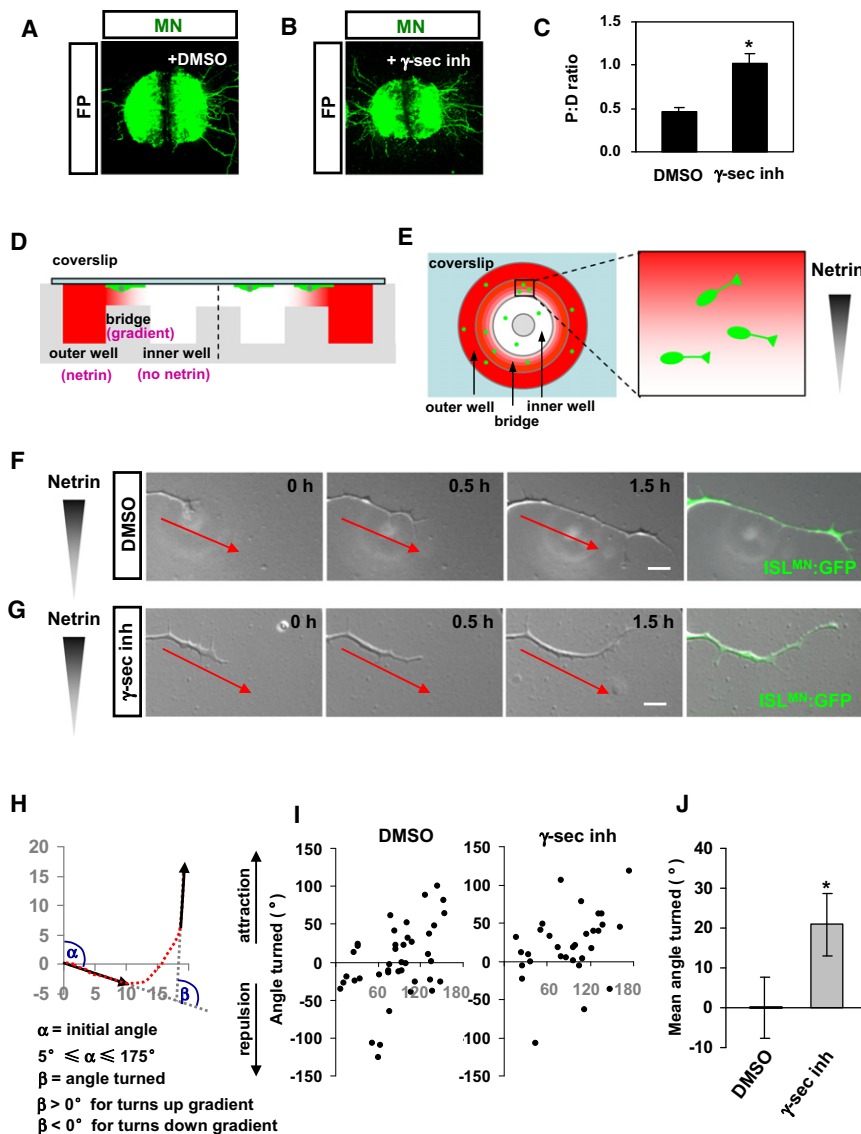 A
MN
+DMSO
FP
B
MN
+ γ-sec inh
FP
C
P:D ratio
1.5
1.0
0.5
0.0
*
DMSO
γ-sec inh
D
coverslip
bridge
(gradient)
outer well
inner well
(netrin)
(no netrin)
E
coverslip
outer well
inner well
bridge
Netrin
F
Netrin
DMSO
0 h
0.5 h
1.5 h
ISLᴹᴺ:GFP
G
Netrin
γ-sec inh
0 h
0.5 h
1.5 h
ISLᴹᴺ:GFP
H
20
15
10
5
0
-5
0
5
10
15
α
β
α = initial angle
5° ⩽ α ⩽ 175°
β = angle turned
β > 0° for turns up gradient
β < 0° for turns down gradient
attraction
repulsion
I
DMSO
γ-sec inh
Angle turned ( ° )
150
100
50
0
-50
-100
-150
60
120
180
150
100
50
0
-50
-100
-150
60
120
180
J
Mean angle turned ( ° )
40
30
20
10
0
-10
*
DMSO
γ-sec inh